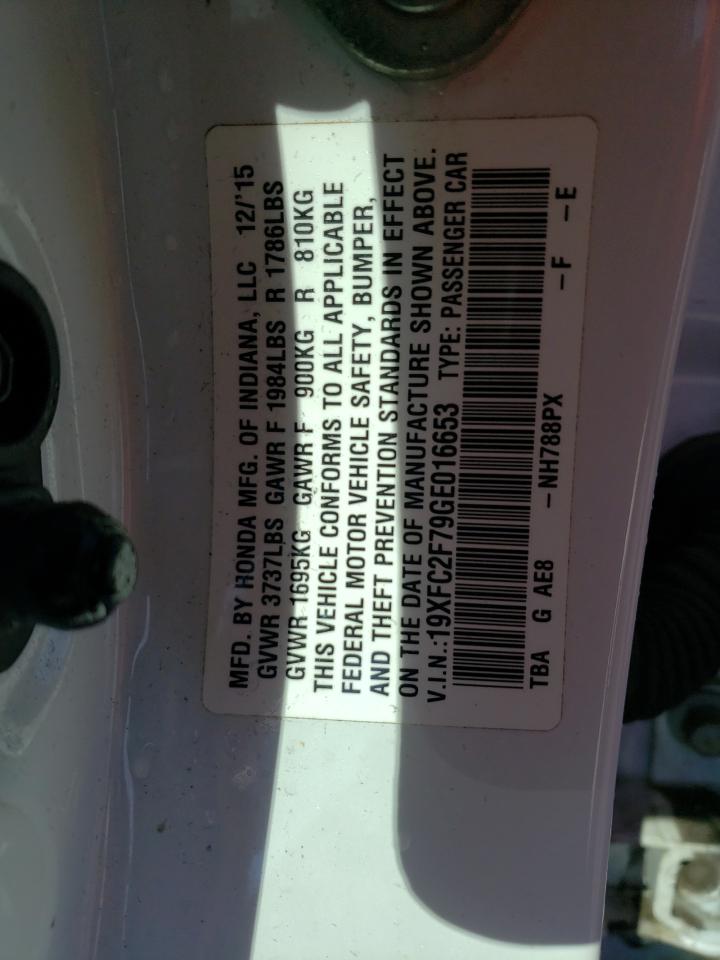 MFD. BY HONDA MFG. OF INDIANA, LLC 12/'15
GVWR 3737LBS GAWR F 1984LBS R 1786LBS
GVWR 1695KG GAWR F 900KG R 810KG
THIS VEHICLE CONFORMS TO ALL APPLICABLE
FEDERAL MOTOR VEHICLE SAFETY, BUMPER,
AND THEFT PREVENTION STANDARDS IN EFFECT
ON THE DATE OF MANUFACTURE SHOWN ABOVE.
V.I.N.:19XFC2F79GE016653 TYPE: PASSENGER CAR
TBA G AE8 -NH788PX -F -E